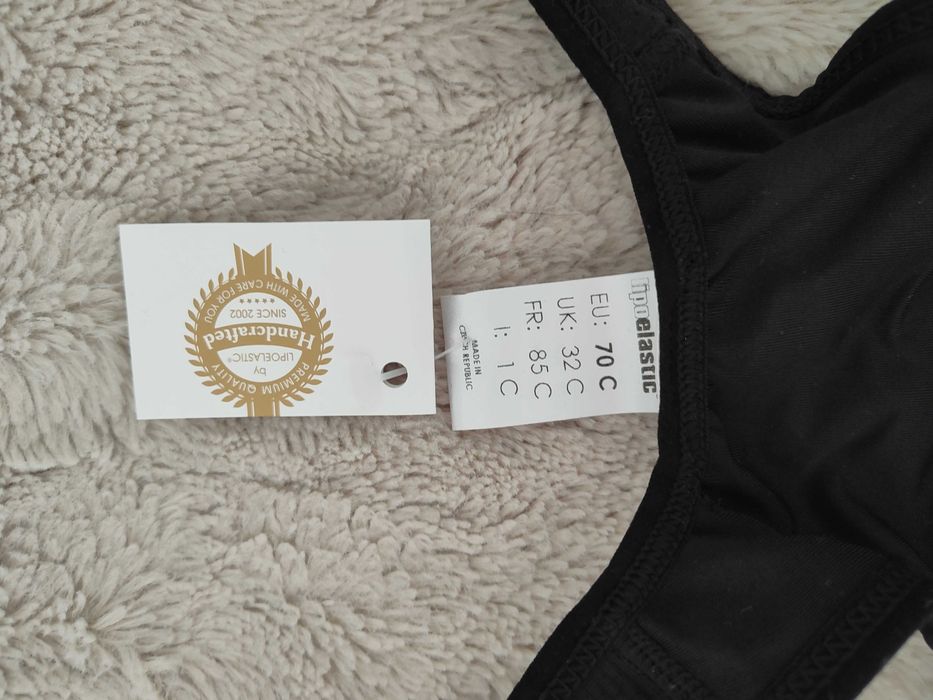 MADE WITH CARE FOR YOU
SINCE 2002
Handcrafted
by
LIPOELASTIC®
PREMIUM QUALITY
lipoelastic
EU: 70 C
UK: 32 C
FR: 85 C
I: 1 C
MADE IN
CZECH REPUBLIC